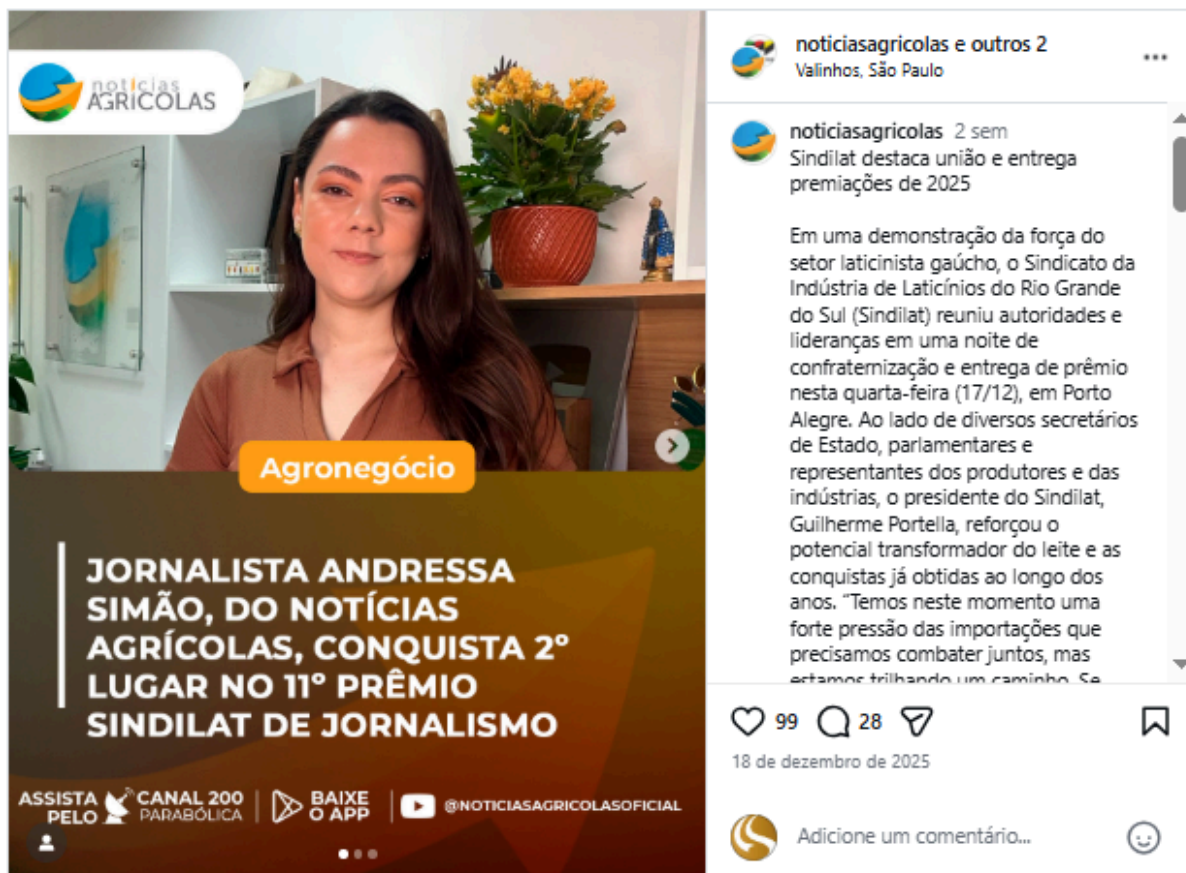 notícias
AGRÍCOLAS
Agronegócio
JORNALISTA ANDRESSA
SIMÃO, DO NOTÍCIAS
AGRÍCOLAS, CONQUISTA 2º
LUGAR NO 11º PRÊMIO
SINDILAT DE JORNALISMO
ASSISTA
PELO
CANAL 200
PARABÓLICA
BAIXE
O APP
@NOTICIASAGRICOLASOFICIAL
noticiasagricolas e outros 2
Valinhos, São Paulo
noticiasagricolas 2 sem
Sindilat destaca união e entrega
premiações de 2025
Em uma demonstração da força do
setor laticinista gaúcho, o Sindicato da
Indústria de Laticínios do Rio Grande
do Sul (Sindilat) reuniu autoridades e
lideranças em uma noite de
confraternização e entrega de prêmio
nesta quarta-feira (17/12), em Porto
Alegre. Ao lado de diversos secretários
de Estado, parlamentares e
representantes dos produtores e das
indústrias, o presidente do Sindilat,
Guilherme Portella, reforçou o
potencial transformador do leite e as
conquistas já obtidas ao longo dos
anos. “Temos neste momento uma
forte pressão das importações que
precisamos combater juntos, mas
estamos trilhando um caminho. Se
99
28
18 de dezembro de 2025
Adicione um comentário...